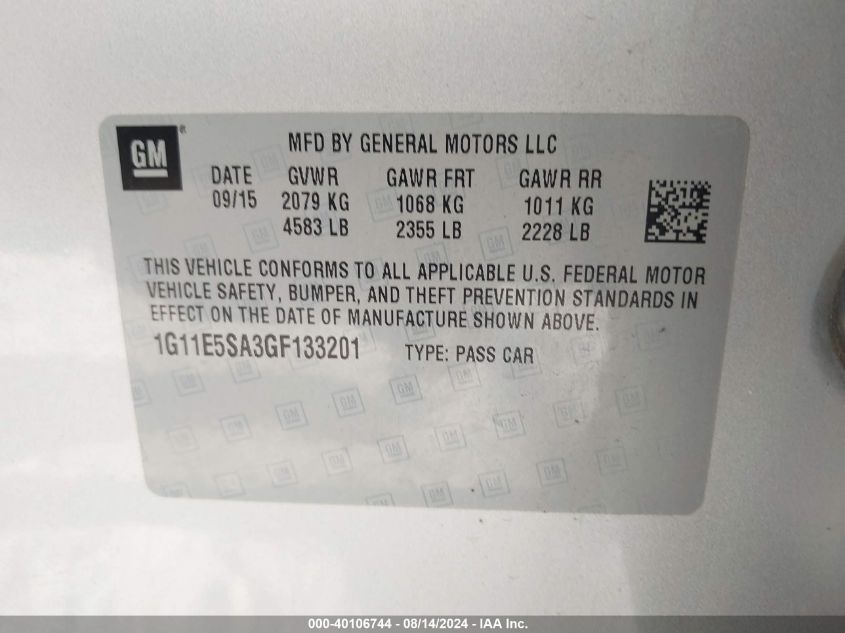 GM®
MFD BY GENERAL MOTORS LLC
DATE GVWR GAWR FRT GAWR RR
09/15 2079 KG 1068 KG 1011 KG
4583 LB 2355 LB 2228 LB
THIS VEHICLE CONFORMS TO ALL APPLICABLE U.S. FEDERAL MOTOR
VEHICLE SAFETY, BUMPER, AND THEFT PREVENTION STANDARDS IN
EFFECT ON THE DATE OF MANUFACTURE SHOWN ABOVE.
1G11E5SA3GF133201 TYPE: PASS CAR
000-40106744 - 08/14/2024 - IAA Inc.